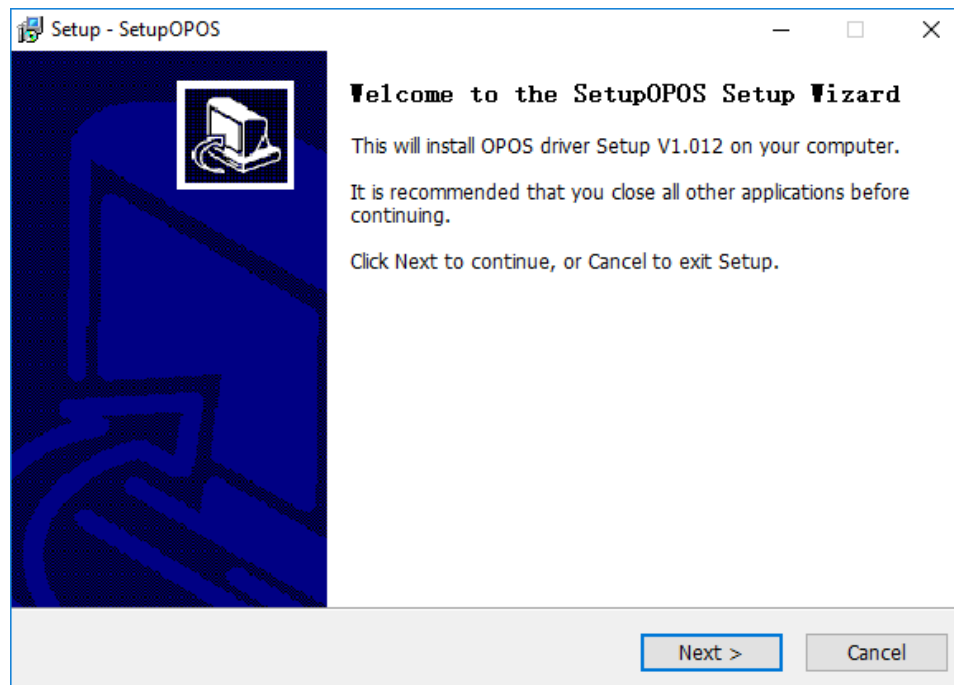 Setup - SetupOPOS
Welcome to the SetupOPOS Setup Wizard
This will install OPOS driver Setup V1.012 on your computer.
It is recommended that you close all other applications before
continuing.
Click Next to continue, or Cancel to exit Setup.
Next >
Cancel